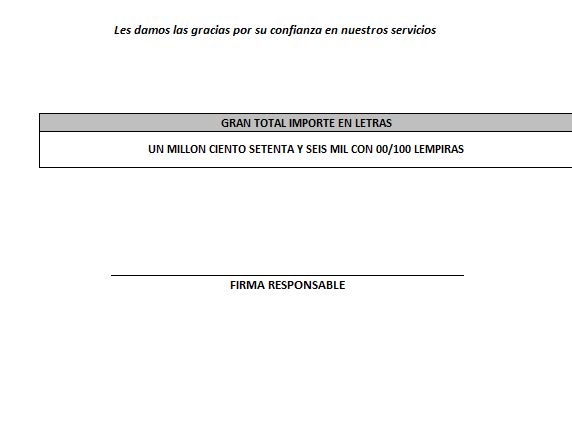 Les damos las gracias por su confianza en nuestros servicios
GRAN TOTAL IMPORTE EN LETRAS
UN MILLON CIENTO SETENTA Y SEIS MIL CON 00/100 LEMPIRAS
FIRMA RESPONSABLE